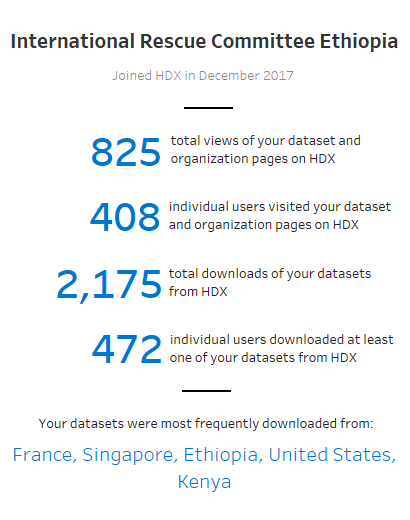 International Rescue Committee Ethiopia
Joined HDX in December 2017
825 total views of your dataset and
organization pages on HDX
408 individual users visited your dataset
and organization pages on HDX
2,175 total downloads of your datasets
from HDX
472 individual users downloaded at least
one of your datasets from HDX
Your datasets were most frequently downloaded from:
France, Singapore, Ethiopia, United States,
Kenya